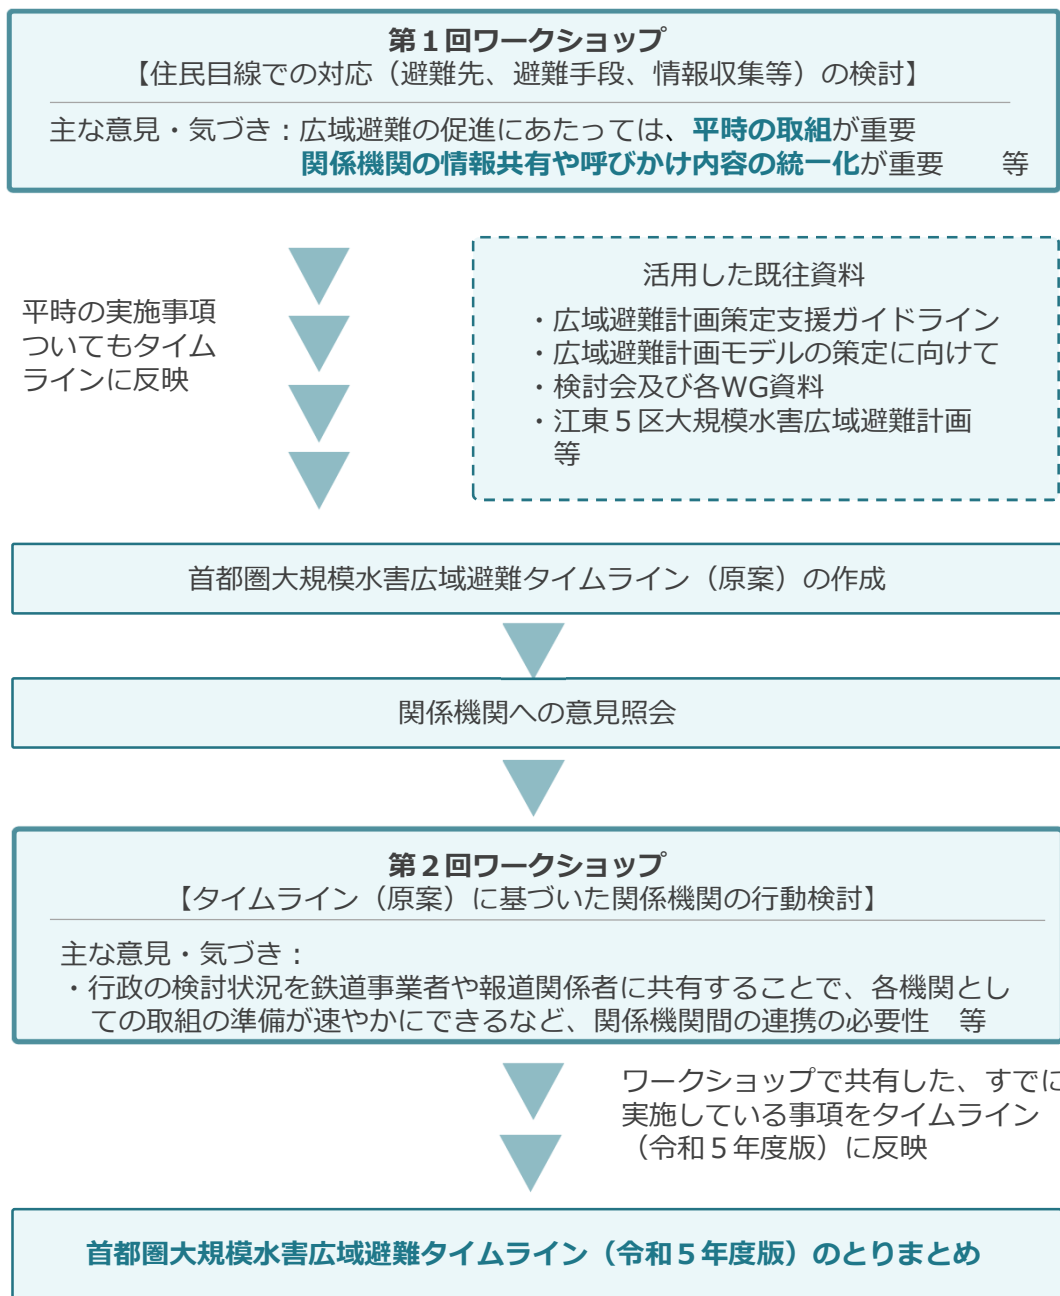 第１回ワークショップ
【住民目線での対応（避難先、避難手段、情報収集等）の検討】
主な意見・気づき：広域避難の促進にあたっては、平時の取組が重要
関係機関の情報共有や呼びかけ内容の統一化が重要　　等
平時の実施事項
ついてもタイム
ラインに反映
活用した既往資料
・広域避難計画策定支援ガイドライン
・広域避難計画モデルの策定に向けて
・検討会及び各WG資料
・江東５区大規模水害広域避難計画
等
首都圏大規模水害広域避難タイムライン（原案）の作成
関係機関への意見照会
第２回ワークショップ
【タイムライン（原案）に基づいた関係機関の行動検討】
主な意見・気づき：
・行政の検討状況を鉄道事業者や報道関係者に共有することで、各機関とし
ての取組の準備が速やかにできるなど、関係機関間の連携の必要性　等
ワークショップで共有した、すでに
実施している事項をタイムライン
（令和５年度版）に反映
首都圏大規模水害広域避難タイムライン（令和５年度版）のとりまとめ